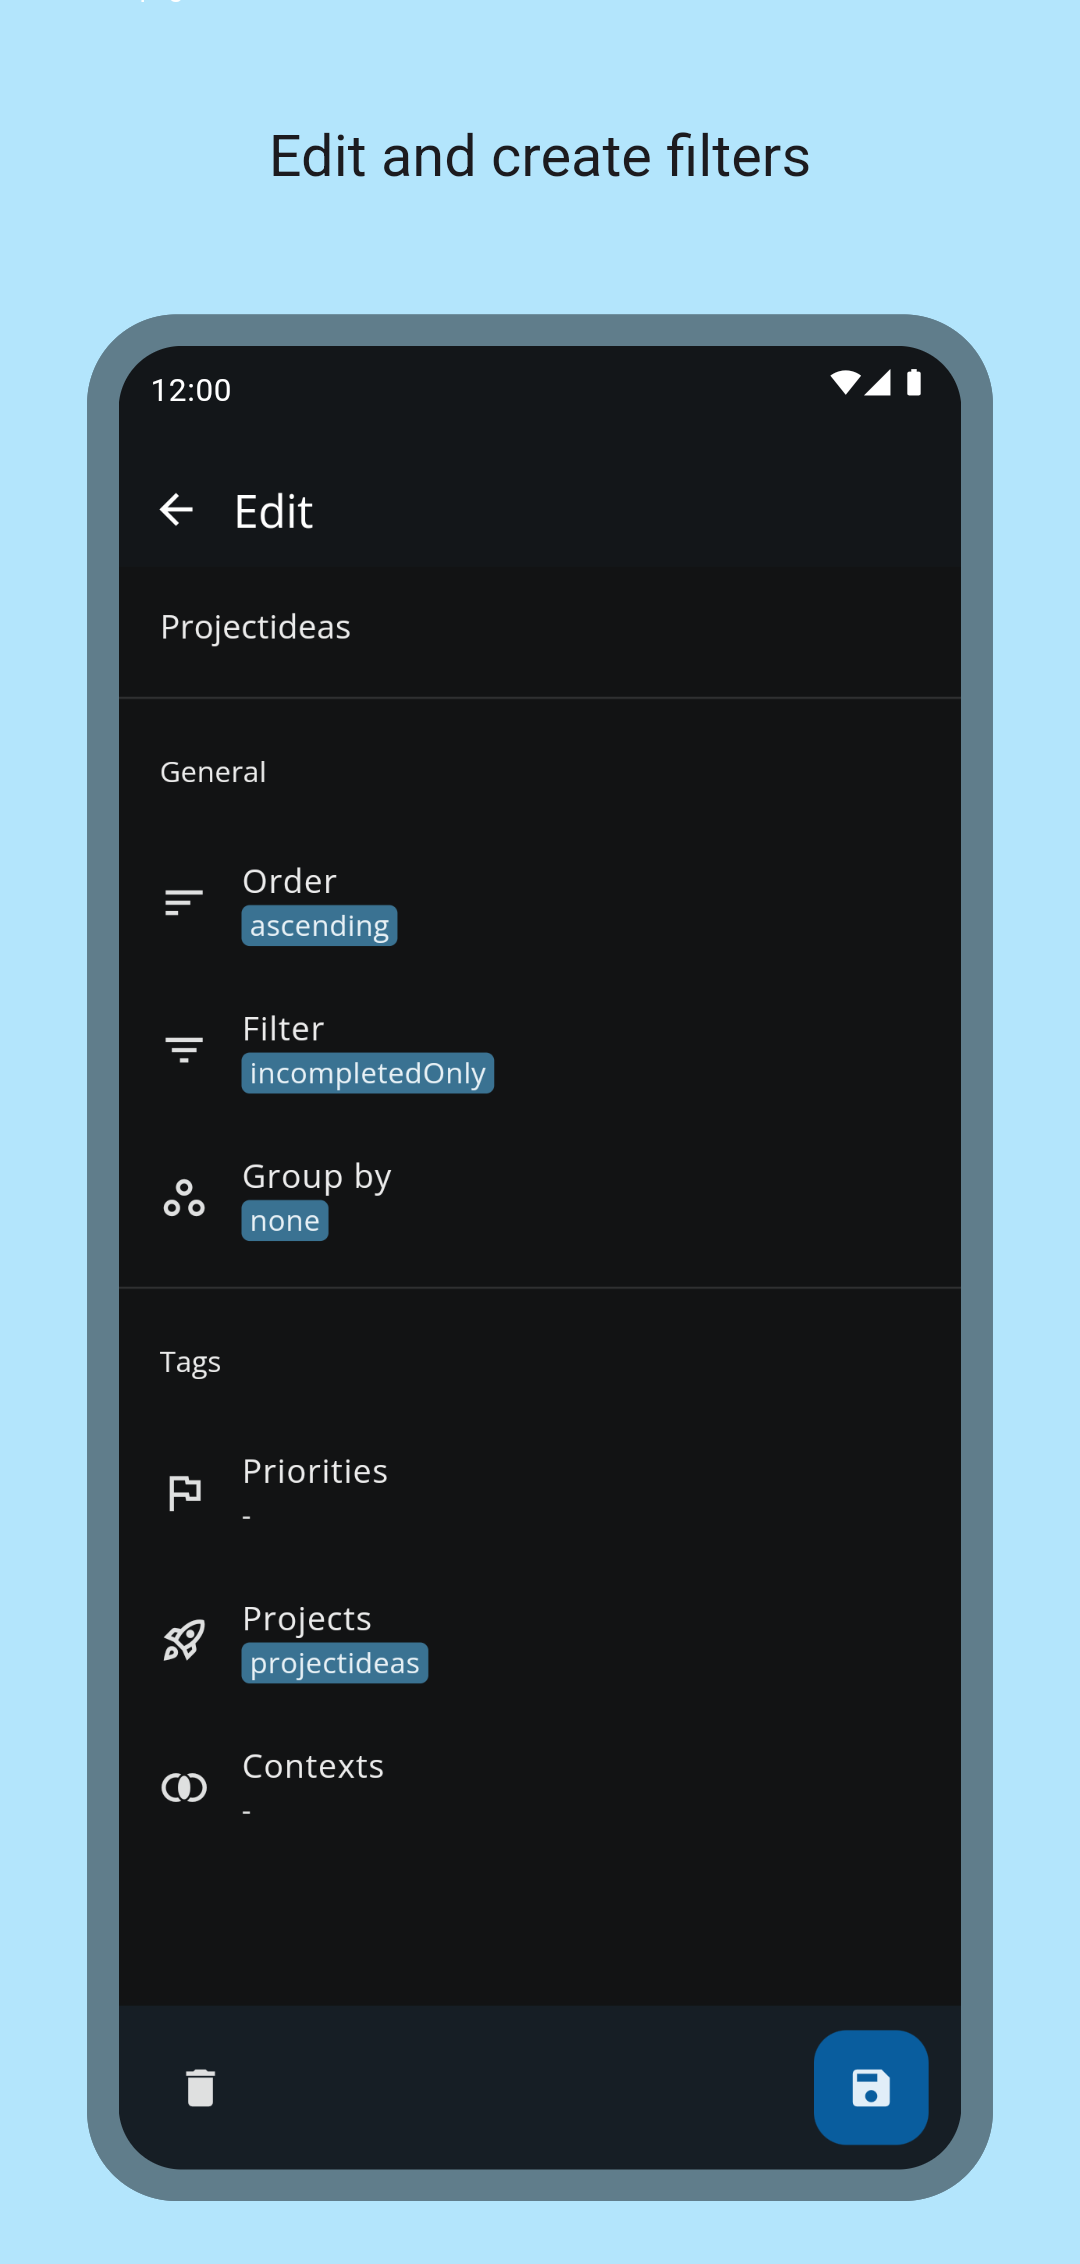 Edit and create filters
12:00
Edit
Projectideas
General
Order
ascending
Filter
incompletedOnly
Group by
none
Tags
Priorities
-
Projects
projectideas
Contexts
-